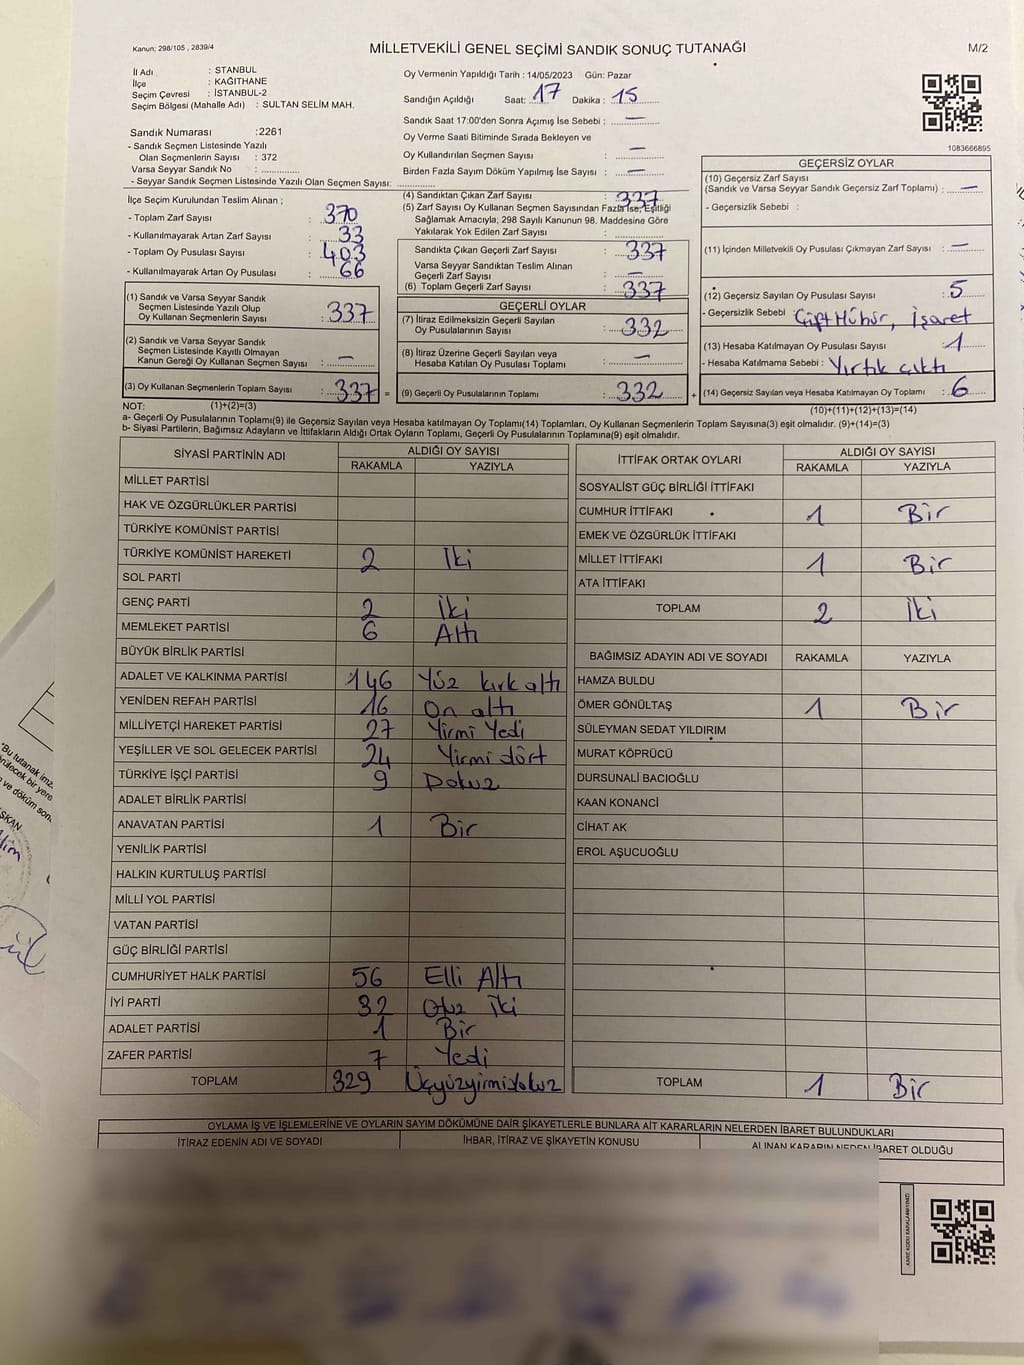 Kanun; 298/105 , 2839/4
MİLLETVEKİLİ GENEL SEÇİMİ SANDIK SONUÇ TUTANAĞI
M/2
İl Adı : STANBUL
İlçe : KAĞITHANE
Seçim Çevresi : İSTANBUL-2
Seçim Bölgesi (Mahalle Adı) : SULTAN SELİM MAH.
Sandık Numarası :2261
- Sandık Seçmen Listesinde Yazılı
Olan Seçmenlerin Sayısı : 372
Varsa Seyyar Sandık No : ..............
- Seyyar Sandık Seçmen Listesinde Yazılı Olan Seçmen Sayısı: ..............
İlçe Seçim Kurulundan Teslim Alınan ;
- Toplam Zarf Sayısı : 370
- Kullanılmayarak Artan Zarf Sayısı : 33
- Toplam Oy Pusulası Sayısı : 403
- Kullanılmayarak Artan Oy Pusulası : 66
(1) Sandık ve Varsa Seyyar Sandık
Seçmen Listesinde Yazılı Olup
Oy Kullanan Seçmenlerin Sayısı : 337
(2) Sandık ve Varsa Seyyar Sandık
Seçmen Listesinde Kayıtlı Olmayan
Kanun Gereği Oy Kullanan Seçmen Sayısı : —
(3) Oy Kullanan Seçmenlerin Toplam Sayısı : 337 =
Oy Vermenin Yapıldığı Tarih : 14/05/2023 Gün: Pazar
Sandığın Açıldığı Saat: 17 Dakika : 15
Sandık Saat 17:00'den Sonra Açımış İse Sebebi : —
Oy Verme Saati Bitiminde Sırada Bekleyen ve
Oy Kullandırılan Seçmen Sayısı : —
Birden Fazla Sayım Döküm Yapılmış İse Sayısı : —
(4) Sandıktan Çıkan Zarf Sayısı : 337
(5) Zarf Sayısı Oy Kullanan Seçmen Sayısından Fazla İse, Eşitliği
Sağlamak Amacıyla; 298 Sayılı Kanunun 98. Maddesine Göre
Yakılarak Yok Edilen Zarf Sayısı : ..............
Sandıkta Çıkan Geçerli Zarf Sayısı : 337
Varsa Seyyar Sandıktan Teslim Alınan
Geçerli Zarf Sayısı : —
(6) Toplam Geçerli Zarf Sayısı : 337
GEÇERLİ OYLAR
(7) İtiraz Edilmeksizin Geçerli Sayılan
Oy Pusulalarının Sayısı : 332
(8) İtiraz Üzerine Geçerli Sayılan veya
Hesaba Katılan Oy Pusulaları Toplamı : —
(9) Geçerli Oy Pusulalarının Toplamı : 332 +
1083666895
GEÇERSİZ OYLAR
(10) Geçersiz Zarf Sayısı
(Sandık ve Varsa Seyyar Sandık Geçersiz Zarf Toplamı) : —
- Geçersizlik Sebebi :
(11) İçinden Milletvekili Oy Pusulası Çıkmayan Zarf Sayısı : —
(12) Geçersiz Sayılan Oy Pusulası Sayısı : 5
- Geçersizlik Sebebi : Çift Mühür, İşaret
(13) Hesaba Katılmayan Oy Pusulası Sayısı : 1
- Hesaba Katılmama Sebebi : Yırtık çıktı
(14) Geçersiz Sayılan veya Hesaba Katılmayan Oy Toplamı : 6
NOT: (1)+(2)=(3)
(10)+(11)+(12)+(13)=(14)
a- Geçerli Oy Pusulalarının Toplamı(9) ile Geçersiz Sayılan veya Hesaba Katılmayan Oy Toplamı(14) Toplamları, Oy Kullanan Seçmenlerin Toplam Sayısına(3) eşit olmalıdır. (9)+(14)=(3)
b- Siyasi Partilerin, Bağımsız Adayların ve İttifakların Aldığı Ortak Oyların Toplamı, Geçerli Oy Pusulalarının Toplamına(9) eşit olmalıdır.
SİYASİ PARTİNİN ADI ALDIĞI OY SAYISI
RAKAMLA YAZIYLA
MİLLET PARTİSİ
HAK VE ÖZGÜRLÜKLER PARTİSİ
TÜRKİYE KOMÜNİST PARTİSİ
TÜRKİYE KOMÜNİST HAREKETİ 2 İki
SOL PARTİ
GENÇ PARTİ 2 İki
MEMLEKET PARTİSİ 6 Altı
BÜYÜK BİRLİK PARTİSİ
ADALET VE KALKINMA PARTİSİ 146 Yüz kırk altı
YENİDEN REFAH PARTİSİ 16 On altı
MİLLİYETÇİ HAREKET PARTİSİ 27 Yirmi Yedi
YEŞİLLER VE SOL GELECEK PARTİSİ 24 Yirmi dört
TÜRKİYE İŞÇİ PARTİSİ 9 Dokuz
ADALET BİRLİK PARTİSİ
ANAVATAN PARTİSİ 1 Bir
YENİLİK PARTİSİ
HALKIN KURTULUŞ PARTİSİ
MİLLİ YOL PARTİSİ
VATAN PARTİSİ
GÜÇ BİRLİĞİ PARTİSİ
CUMHURİYET HALK PARTİSİ 56 Elli Altı
İYİ PARTİ 32 Otuz İki
ADALET PARTİSİ 1 Bir
ZAFER PARTİSİ 7 Yedi
TOPLAM 329 Üçyüzyirmidokuz
İTTİFAK ORTAK OYLARI ALDIĞI OY SAYISI
RAKAMLA YAZIYLA
SOSYALİST GÜÇ BİRLİĞİ İTTİFAKI
CUMHUR İTTİFAKI 1 Bir
EMEK VE ÖZGÜRLÜK İTTİFAKI
MİLLET İTTİFAKI 1 Bir
ATA İTTİFAKI
TOPLAM 2 İki
BAĞIMSIZ ADAYIN ADI VE SOYADI RAKAMLA YAZIYLA
HAMZA BULDU
ÖMER GÖNÜLTAŞ 1 Bir
SÜLEYMAN SEDAT YILDIRIM
MURAT KÖPRÜCÜ
DURSUNALİ BACIOĞLU
KAAN KONANCİ
CİHAT AK
EROL AŞUCUOĞLU
TOPLAM 1 Bir
OYLAMA İŞ VE İŞLEMLERİNE VE OYLARIN SAYIM DÖKÜMÜNE DAİR ŞİKAYETLERLE BUNLARA AİT KARARLARIN NELERDEN İBARET BULUNDUKLARI
İTİRAZ EDENİN ADI VE SOYADI İHBAR, İTİRAZ VE ŞİKAYETİN KONUSU ALINAN KARARIN NEDEN İBARET OLDUĞU
"Bu tutanak imz
ve döküm son